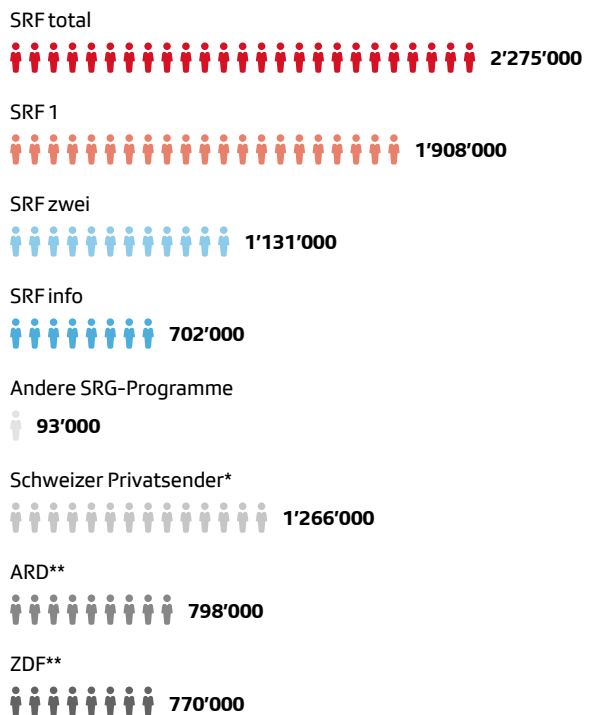 SRF total
2'275'000
SRF 1
1'908'000
SRF zwei
1'131'000
SRF info
702'000
Andere SRG-Programme
93'000
Schweizer Privatsender*
1'266'000
ARD**
798'000
ZDF**
770'000